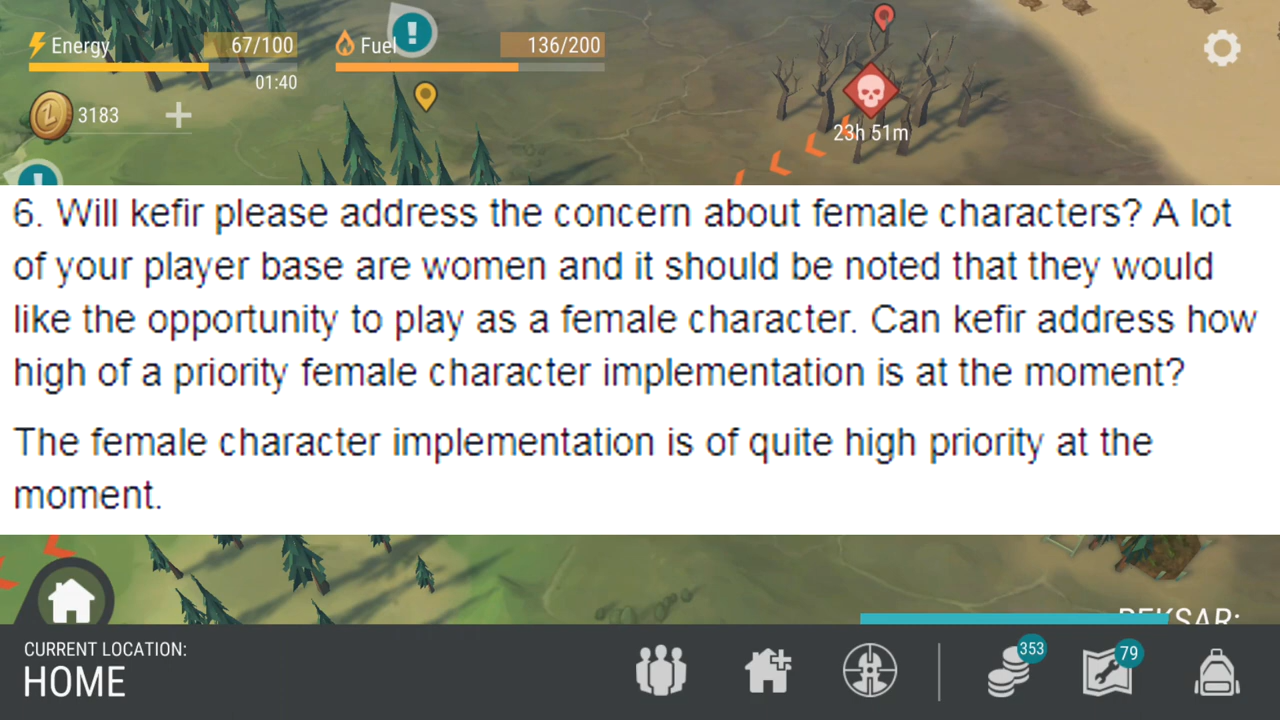 Energy 67/100 Fuel 136/200
01:40
3183
23h 51m
6. Will kefir please address the concern about female characters? A lot
of your player base are women and it should be noted that they would
like the opportunity to play as a female character. Can kefir address how
high of a priority female character implementation is at the moment?
The female character implementation is of quite high priority at the
moment.
CURRENT LOCATION:
HOME
353
79